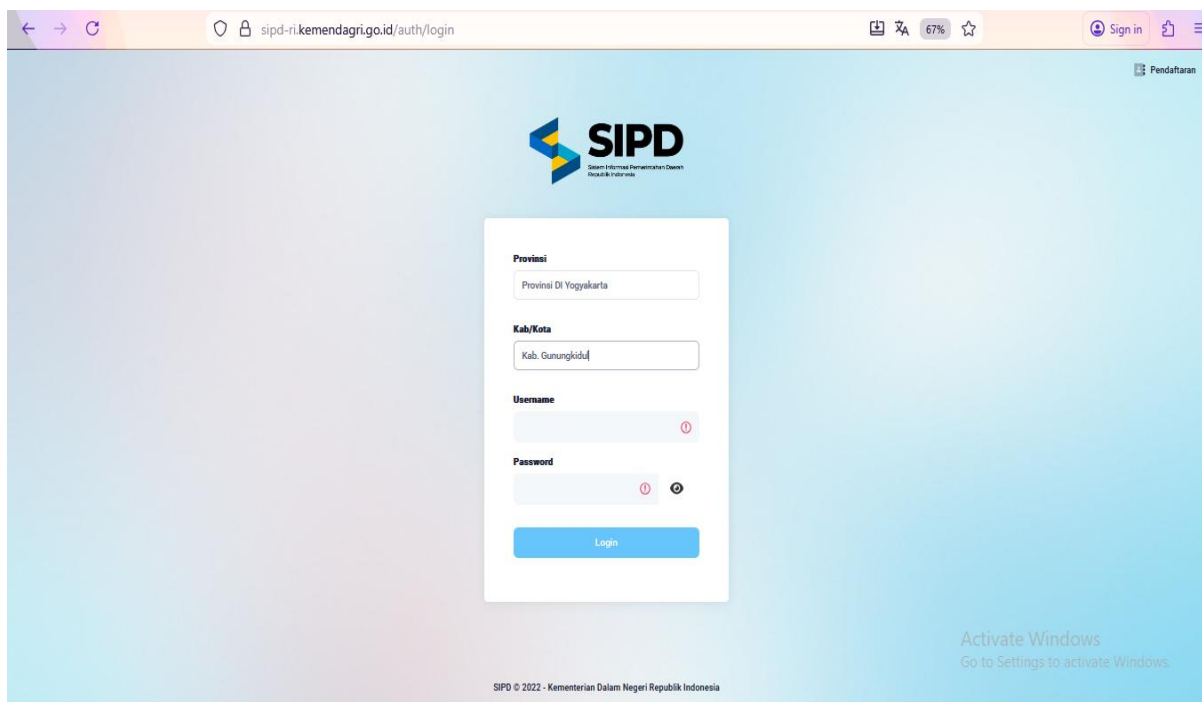 sipd-ri.kemendagri.go.id/auth/login
67%
Sign in
Pendaftaran
SIPD
Sistem Informasi Pemerintahan Daerah
Republik Indonesia
Provinsi
Provinsi DI Yogyakarta
Kab/Kota
Kab. Gunungkidul
Username
Password
Login
Activate Windows
Go to Settings to activate Windows.
SIPD © 2022 - Kementerian Dalam Negeri Republik Indonesia